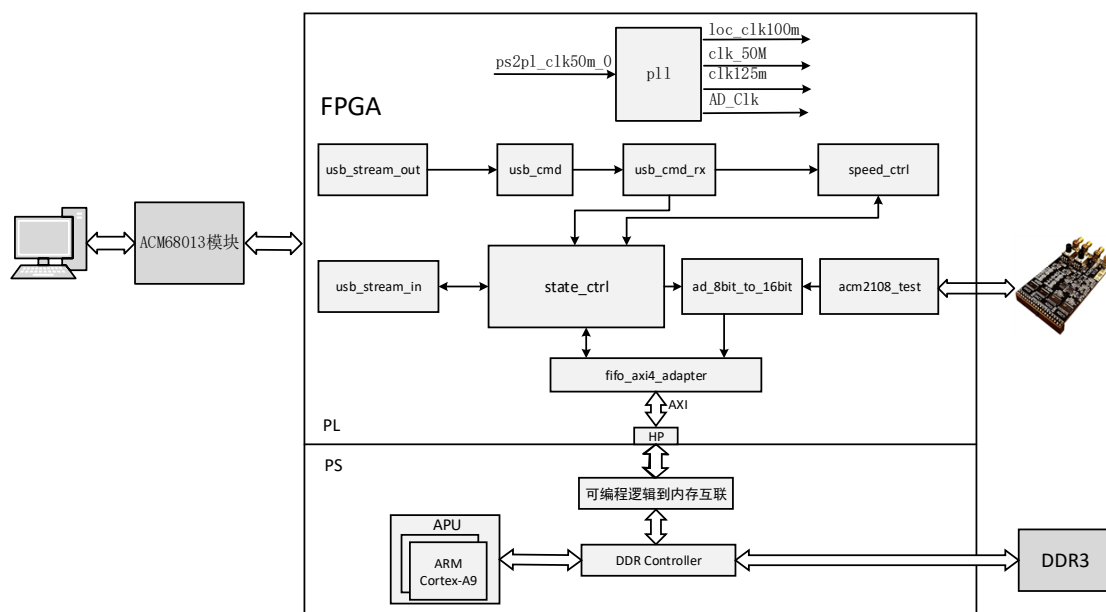 loc_clk100m
ps2pl_clk50m_0
pll
clk_50M
clk125m
AD_Clk
FPGA
usb_stream_out
usb_cmd
usb_cmd_rx
speed_ctrl
ACM68013模块
usb_stream_in
state_ctrl
ad_8bit_to_16bit
acm2108_test
fifo_axi4_adapter
AXI
PL
HP
PS
可编程逻辑到内存互联
APU
ARM
Cortex-A9
DDR Controller
DDR3